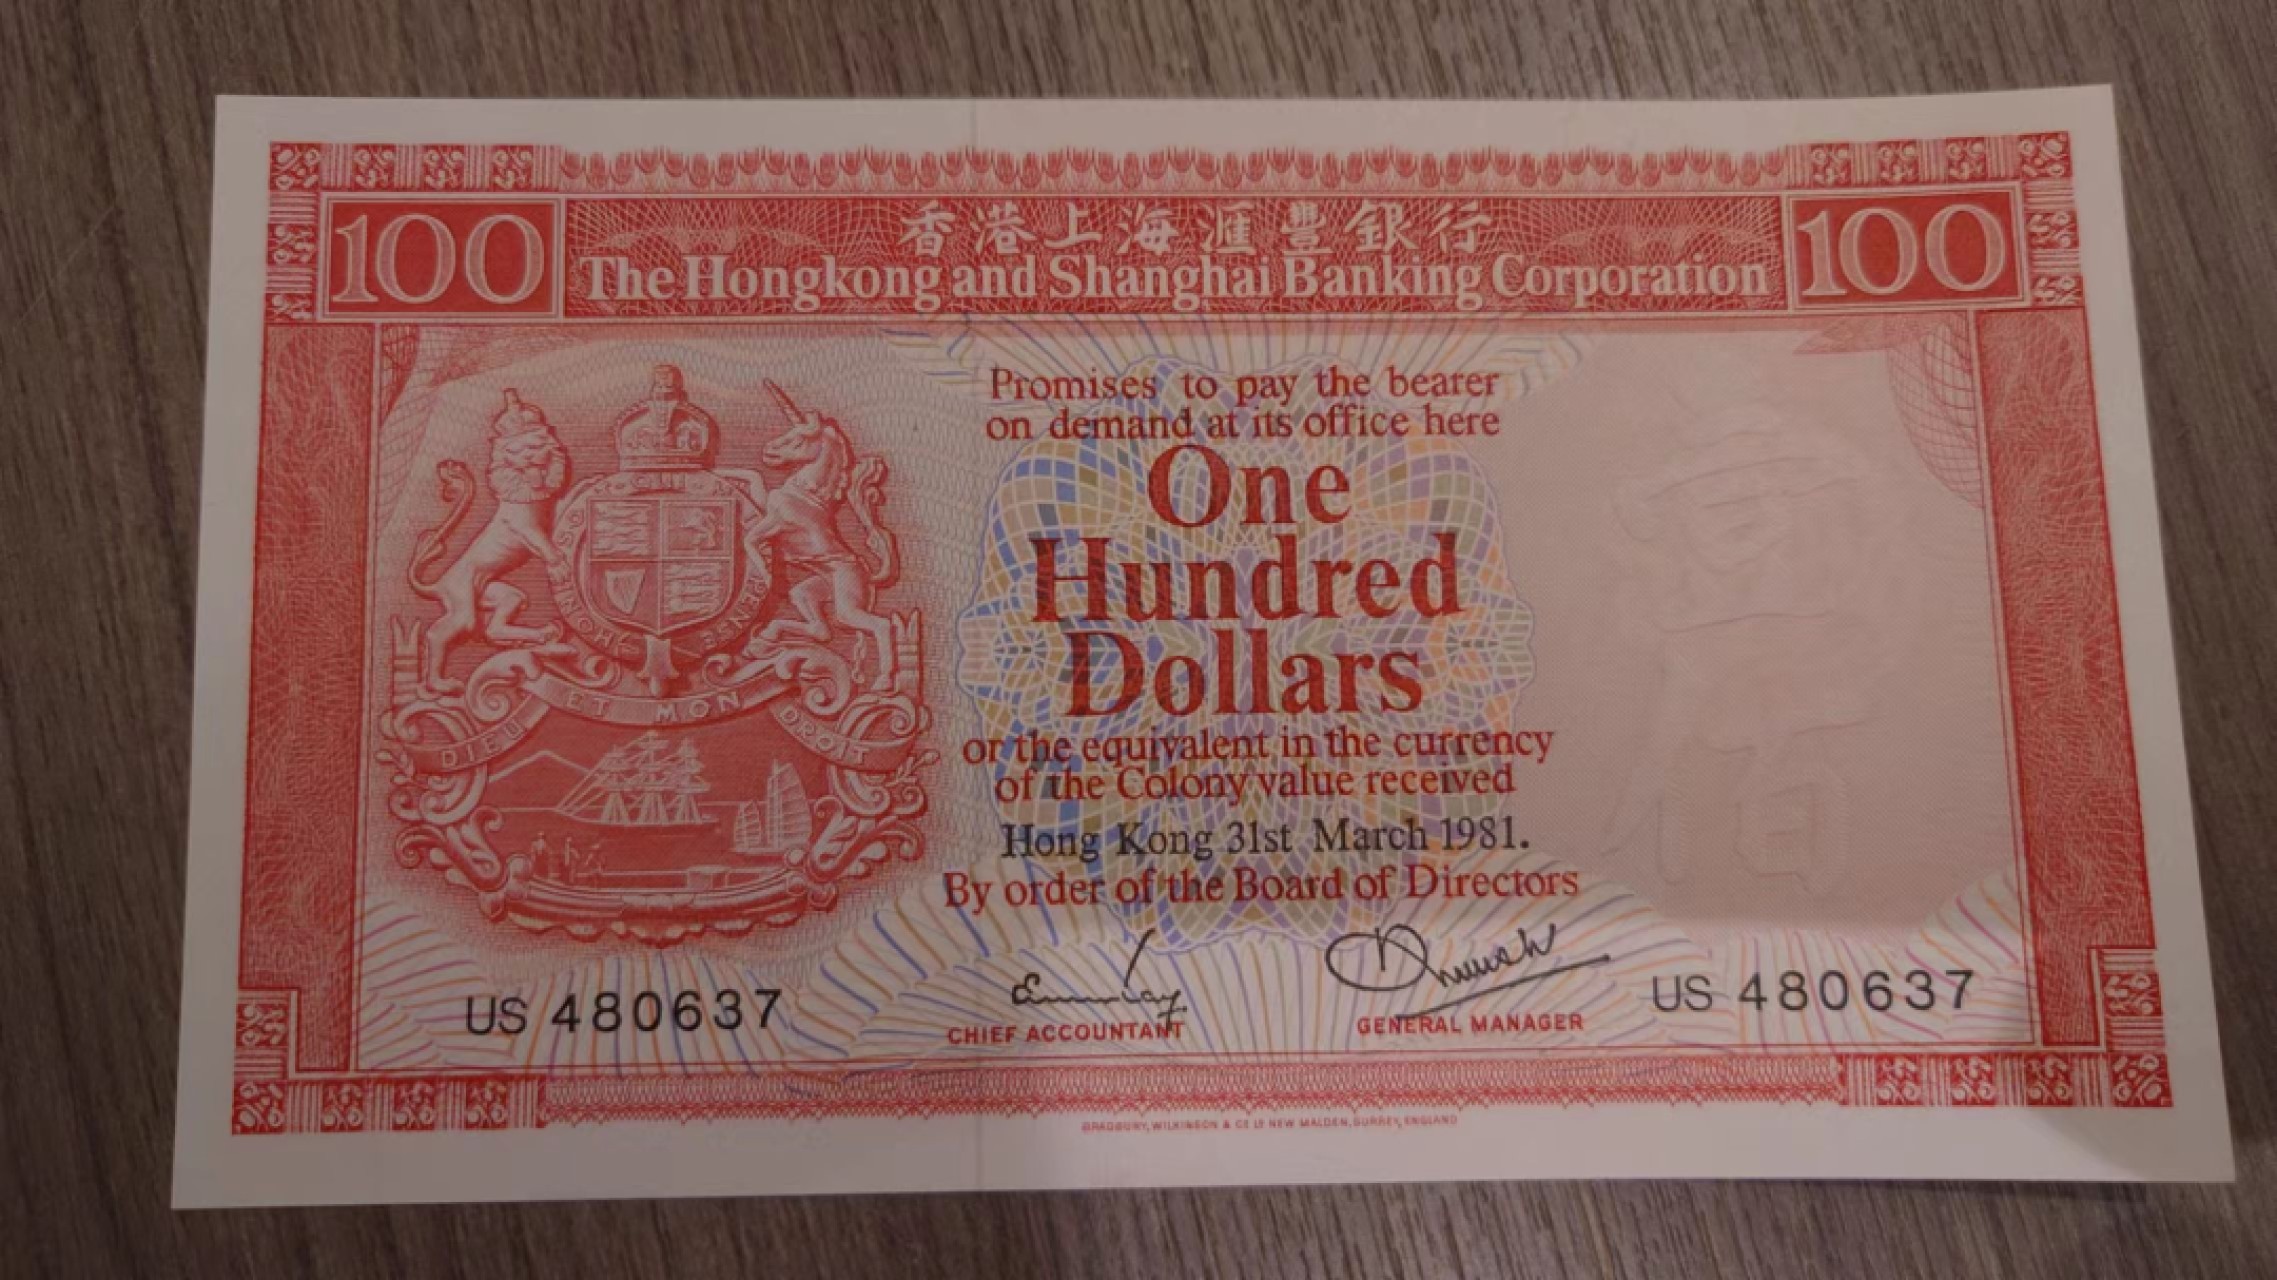 香港上海滙豐銀行
100 The Hongkong and Shanghai Banking Corporation 100
Promises to pay the bearer
on demand at its office here
One
Hundred
Dollars
or the equivalent in the currency
of the Colony value received
Hong Kong 31st March 1981.
By order of the Board of Directors
壹佰
DIEU ET MON DROIT
US 480637
CHIEF ACCOUNTANT
GENERAL MANAGER
US 480637
BRADBURY, WILKINSON & Cº Lº NEW MALDEN, SURREY, ENGLAND